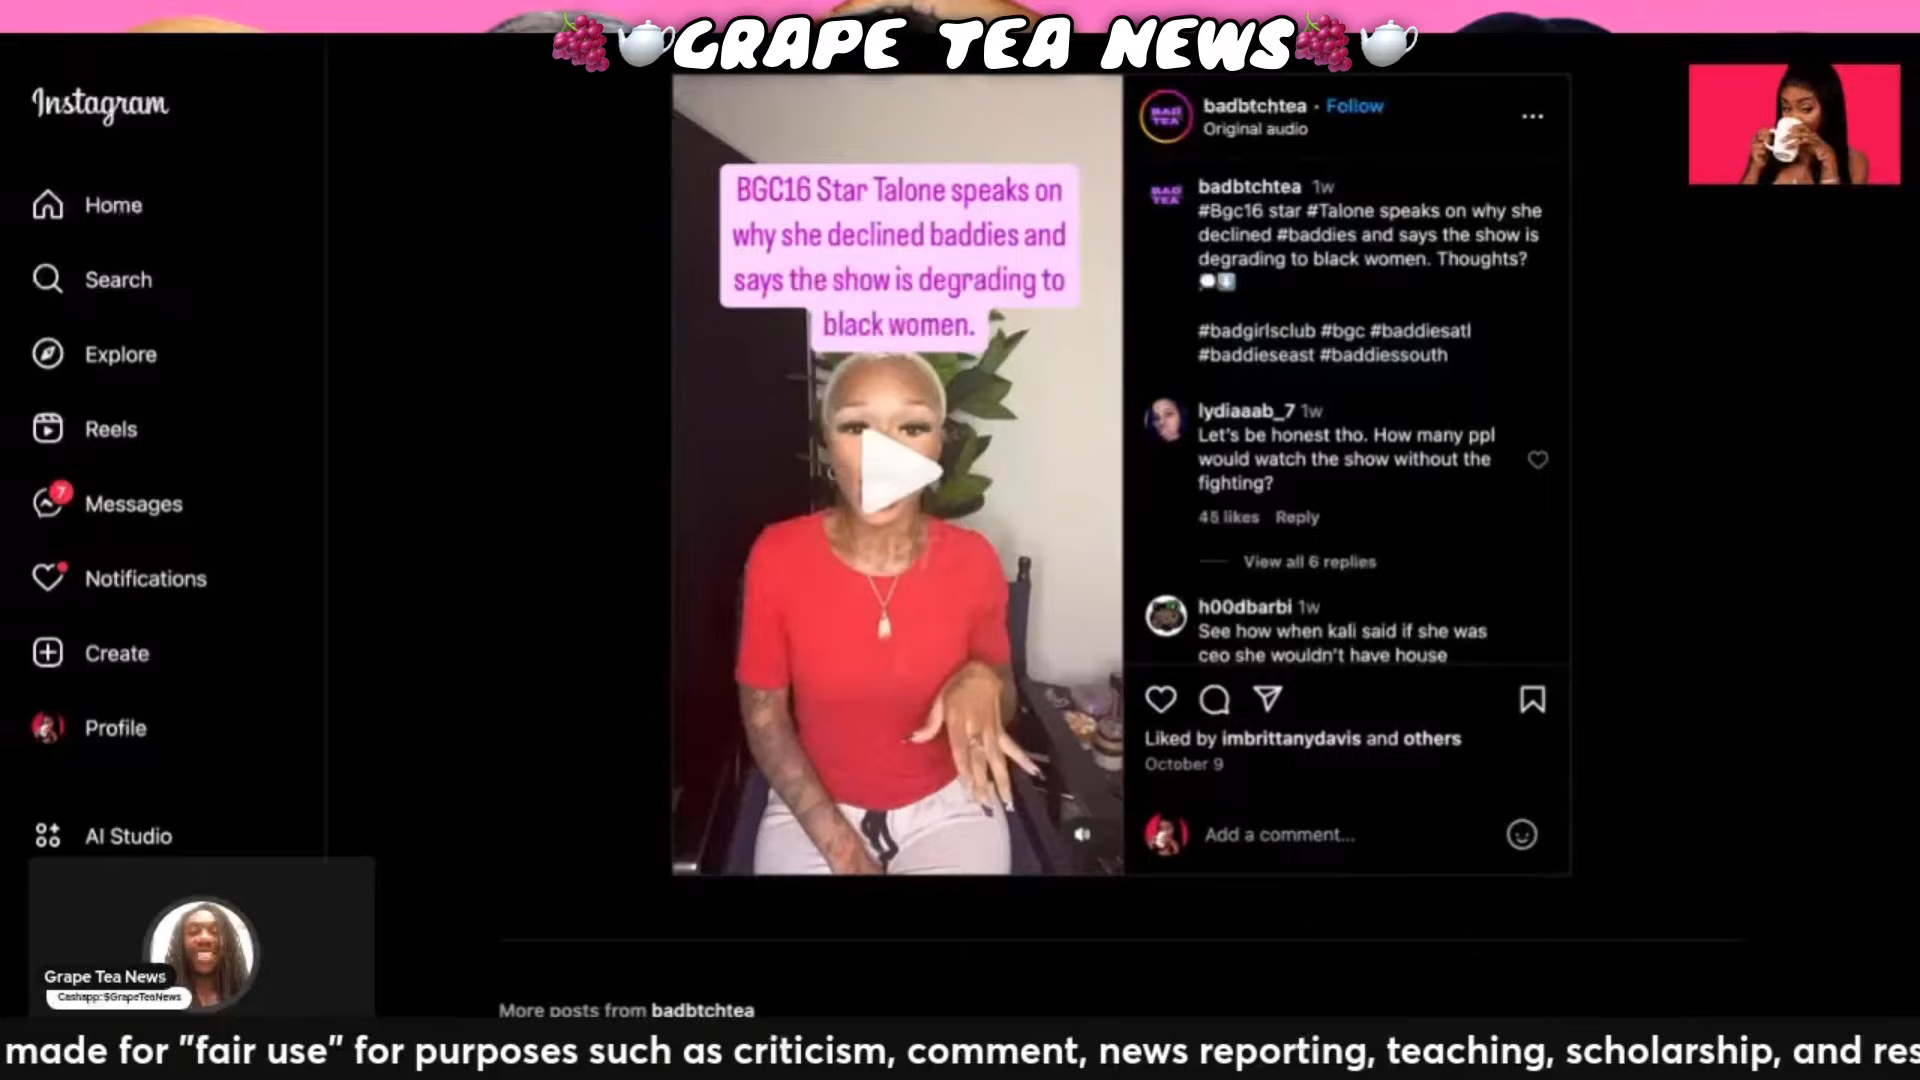 GRAPE TEA NEWS
Instagram
Home
Search
Explore
Reels
7
Messages
Notifications
Create
Profile
AI Studio
BGC16 Star Talone speaks on
why she declined baddies and
says the show is degrading to
black women.
BAD
TEA
badbtchtea • Follow
Original audio
BAD
TEA
badbtchtea 1w
#Bgc16 star #Talone speaks on why she
declined #baddies and says the show is
degrading to black women. Thoughts?
#badgirlsclub #bgc #baddiesatl
#baddieseast #baddiessouth
lydiaaab_7 1w
Let's be honest tho. How many ppl
would watch the show without the
fighting?
45 likes Reply
View all 6 replies
h00dbarbi 1w
See how when kali said if she was
ceo she wouldn't have house
Liked by imbrittanydavis and others
October 9
Add a comment...
Grape Tea News
Cashapp:$GrapeTeaNews
More posts from badbtchtea
made for "fair use" for purposes such as criticism, comment, news reporting, teaching, scholarship, and res